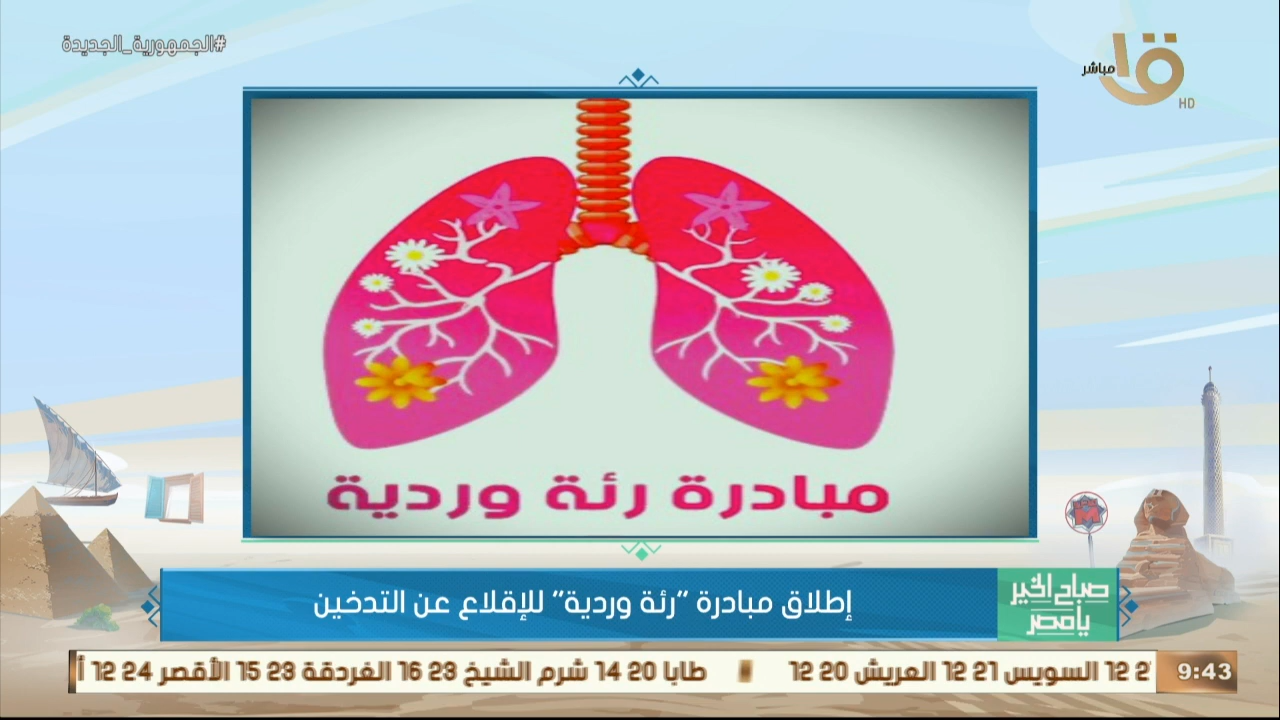 #الجمهورية_الجديدة
مباشر
HD
مبادرة رئة وردية
إطلاق مبادرة “رئة وردية” للإقلاع عن التدخين
صباح الخير
يا مصر
12 22 السويس 21 12 العريش 20 12 طابا 20 14 شرم الشيخ 23 16 الغردقة 23 15 الأقصر 24 12
9:43